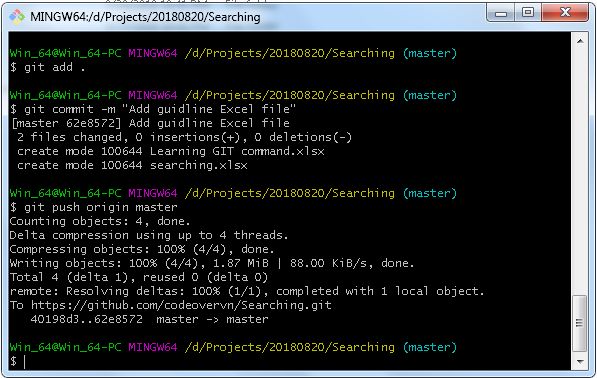 MINGW64:/d/Projects/20180820/Searching
Win_64@Win_64-PC MINGW64 /d/Projects/20180820/Searching (master)
$ git add .
Win_64@Win_64-PC MINGW64 /d/Projects/20180820/Searching (master)
$ git commit -m "Add guidline Excel file"
[master 62e8572] Add guidline Excel file
 2 files changed, 0 insertions(+), 0 deletions(-)
 create mode 100644 Learning GIT command.xlsx
 create mode 100644 searching.xlsx
Win_64@Win_64-PC MINGW64 /d/Projects/20180820/Searching (master)
$ git push origin master
Counting objects: 4, done.
Delta compression using up to 4 threads.
Compressing objects: 100% (4/4), done.
Writing objects: 100% (4/4), 1.87 MiB | 88.00 KiB/s, done.
Total 4 (delta 1), reused 0 (delta 0)
remote: Resolving deltas: 100% (1/1), completed with 1 local object.
To https://github.com/codeovervn/Searching.git
   40198d3..62e8572  master -> master
Win_64@Win_64-PC MINGW64 /d/Projects/20180820/Searching (master)
$